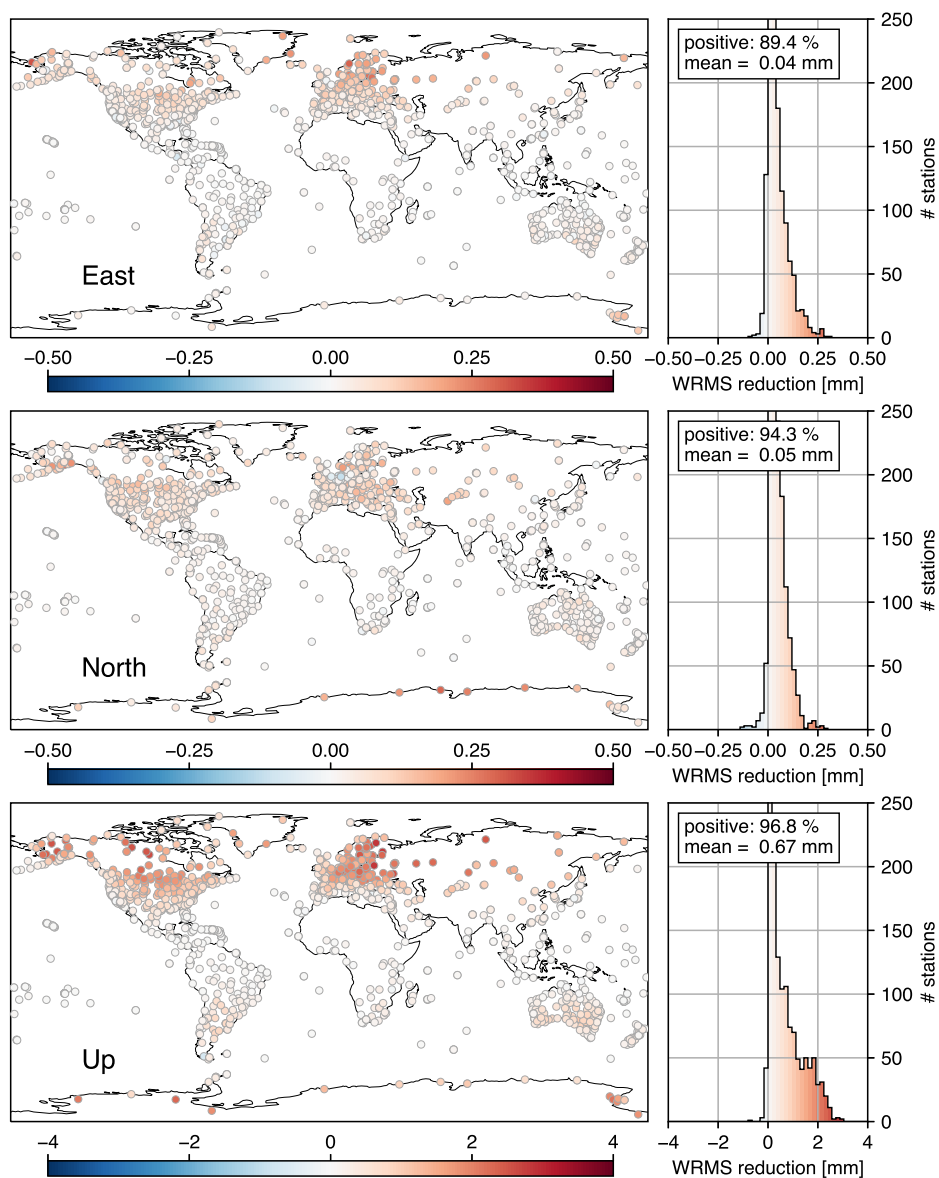 250
positive: 89.4 %
mean = 0.04 mm
200
150
# stations
100
East
50
0
−0.50 −0.25 0.00 0.25 0.50
−0.50 −0.25 0.00 0.25 0.50
WRMS reduction [mm]
250
positive: 94.3 %
mean = 0.05 mm
200
150
# stations
100
North
50
0
−0.50 −0.25 0.00 0.25 0.50
−0.50 −0.25 0.00 0.25 0.50
WRMS reduction [mm]
250
positive: 96.8 %
mean = 0.67 mm
200
150
# stations
100
Up
50
0
−4 −2 0 2 4
−4 −2 0 2 4
WRMS reduction [mm]